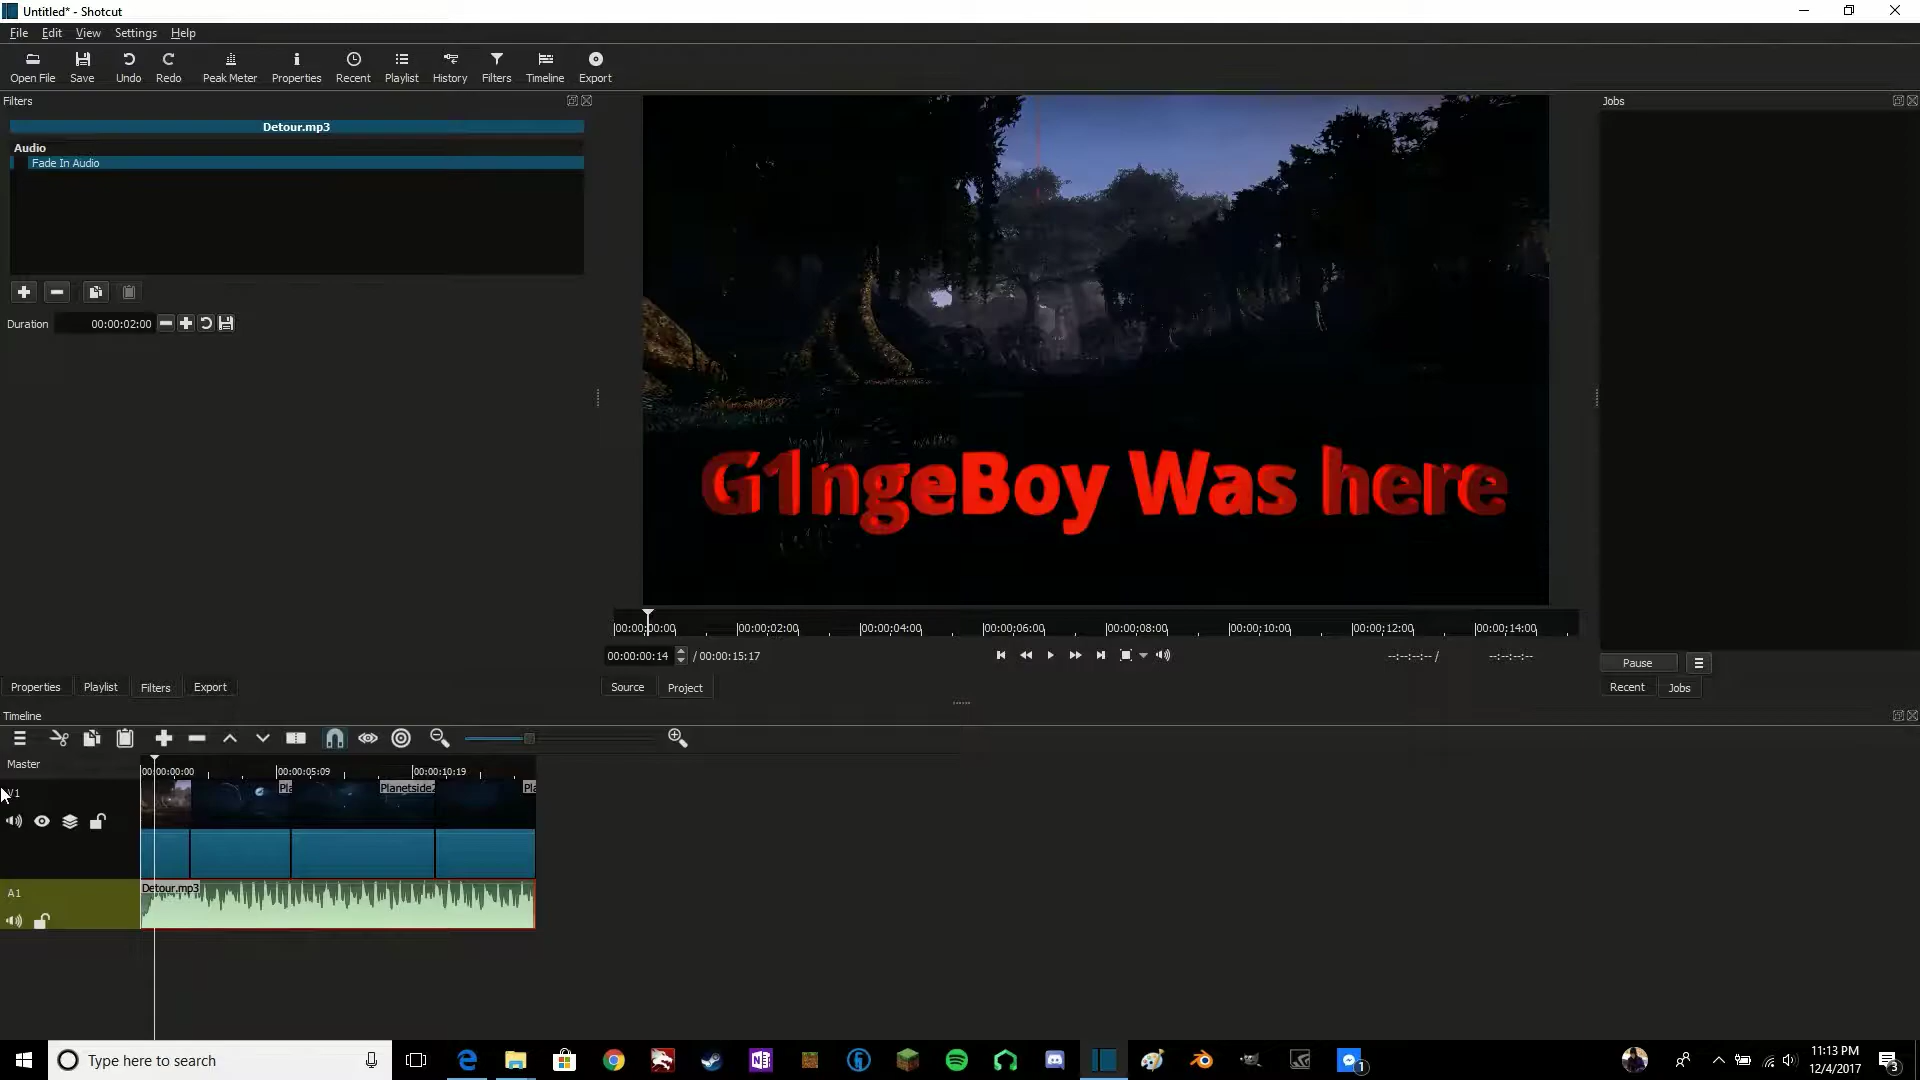 Untitled* - Shotcut
File Edit View Settings Help
Open File Save Undo Redo Peak Meter Properties Recent Playlist History Filters Timeline Export
Filters
Jobs
Detour.mp3
Audio
Fade In Audio
Duration 00:00:02:00
G1ngeBoy Was here
00:00:00:00 00:00:02:00 00:00:04:00 00:00:06:00 00:00:08:00 00:00:10:00 00:00:12:00 00:00:14:00
00:00:00:14 / 00:00:15:17 --:--:--:-- / --:--:--:--
Pause
Properties Playlist Filters Export
Source Project
Recent Jobs
Timeline
Master
00:00:00:00 00:00:05:09 00:00:10:19
V1
Pla Planetside2 Pla
A1
Detour.mp3
Type here to search
1
11:13 PM
12/4/2017
3